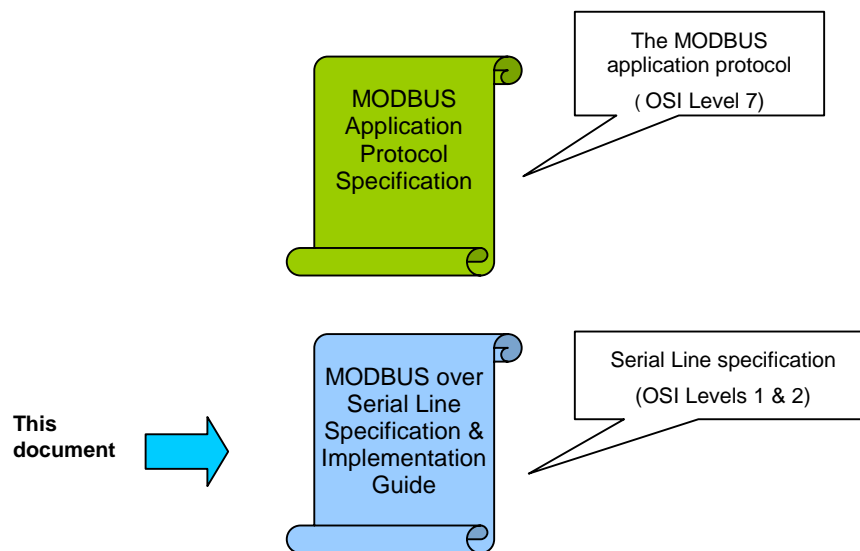 The MODBUS
application protocol
( OSI Level 7)
MODBUS
Application
Protocol
Specification
Serial Line specification
(OSI Levels 1 & 2)
MODBUS over
Serial Line
Specification &
Implementation
Guide
This
document